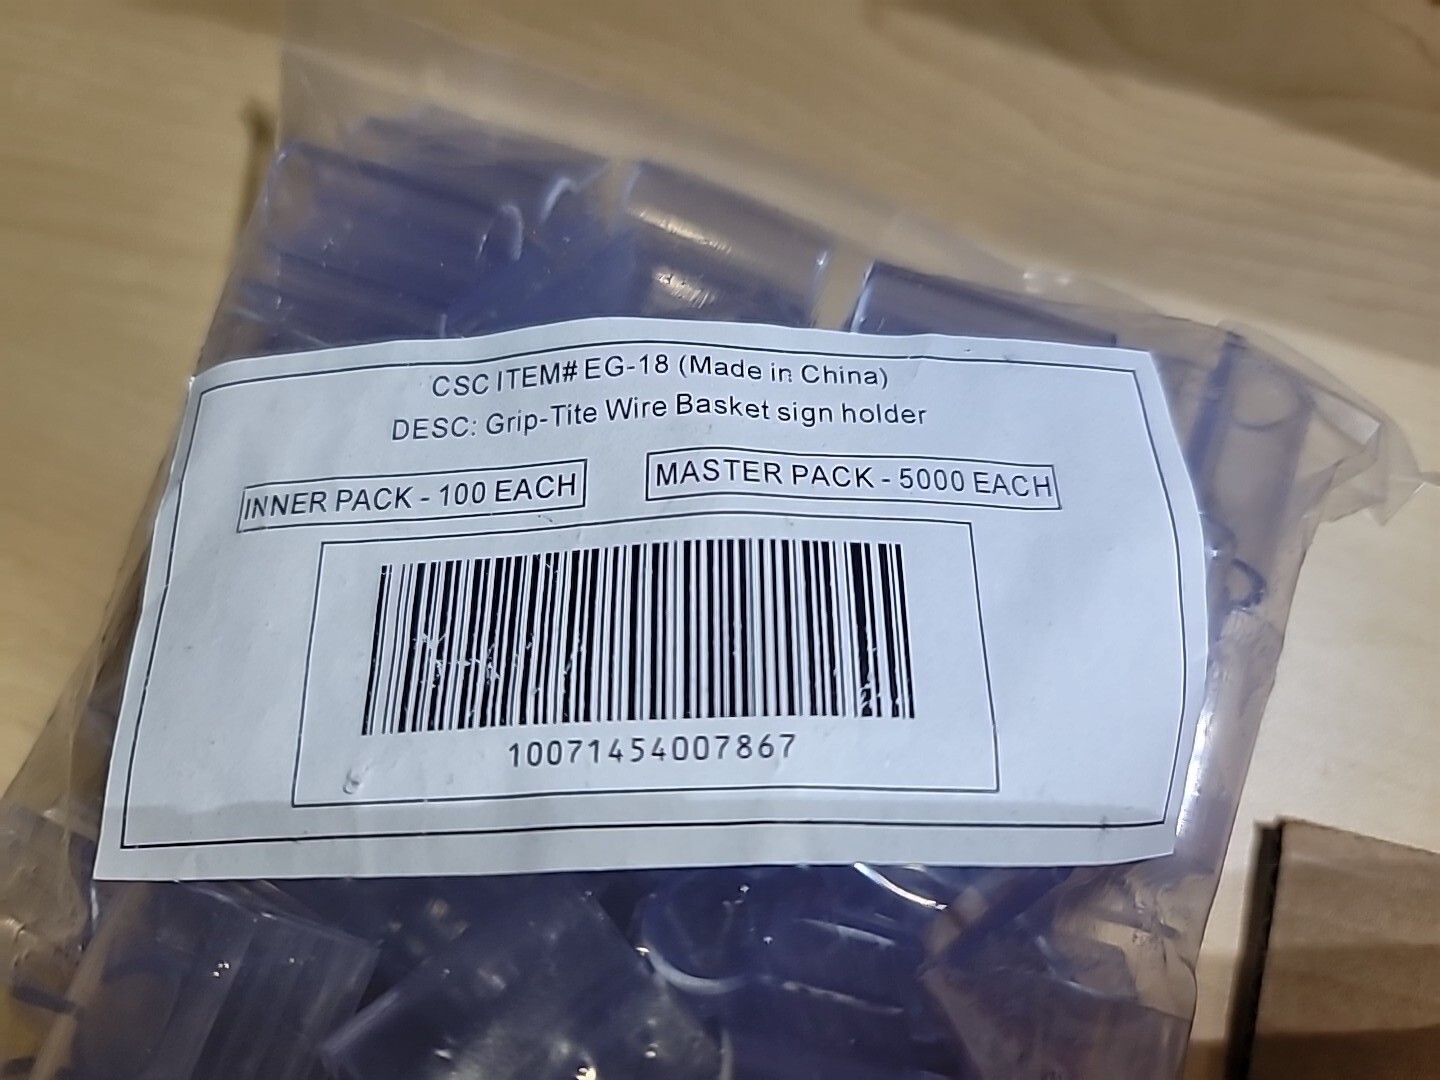 CSC ITEM# EG-18 (Made in China)
DESC: Grip-Tite Wire Basket sign holder
INNER PACK - 100 EACH
MASTER PACK - 5000 EACH
10071454007867